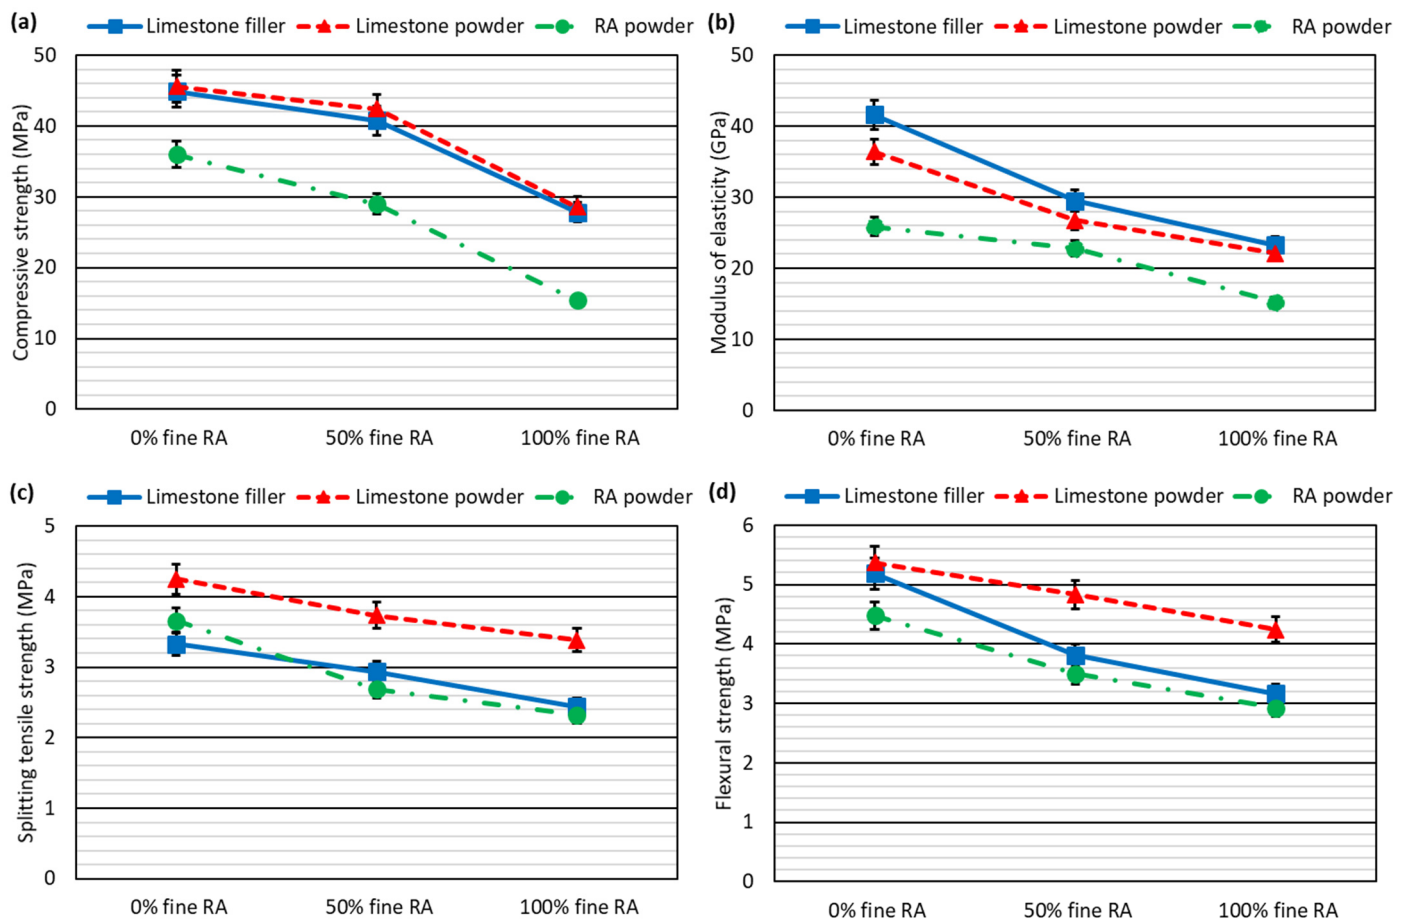 (a) Limestone filler Limestone powder RA powder
Compressive strength (MPa)
50
40
30
20
10
0
0% fine RA 50% fine RA 100% fine RA
(b) Limestone filler Limestone powder RA powder
Modulus of elasticity (GPa)
50
40
30
20
10
0
0% fine RA 50% fine RA 100% fine RA
(c) Limestone filler Limestone powder RA powder
Splitting tensile strength (MPa)
5
4
3
2
1
0
0% fine RA 50% fine RA 100% fine RA
(d) Limestone filler Limestone powder RA powder
Flexural strength (MPa)
6
5
4
3
2
1
0
0% fine RA 50% fine RA 100% fine RA